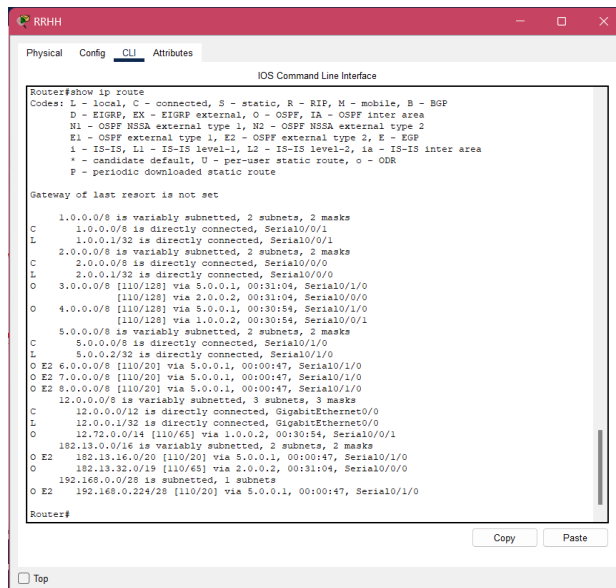 RRHH
Physical Config CLI Attributes
IOS Command Line Interface
Router#show ip route
Codes: L - local, C - connected, S - static, R - RIP, M - mobile, B - BGP
D - EIGRP, EX - EIGRP external, O - OSPF, IA - OSPF inter area
N1 - OSPF NSSA external type 1, N2 - OSPF NSSA external type 2
E1 - OSPF external type 1, E2 - OSPF external type 2, E - EGP
i - IS-IS, L1 - IS-IS level-1, L2 - IS-IS level-2, ia - IS-IS inter area
* - candidate default, U - per-user static route, o - ODR
P - periodic downloaded static route
Gateway of last resort is not set
1.0.0.0/8 is variably subnetted, 2 subnets, 2 masks
C 1.0.0.0/8 is directly connected, Serial0/0/1
L 1.0.0.1/32 is directly connected, Serial0/0/1
2.0.0.0/8 is variably subnetted, 2 subnets, 2 masks
C 2.0.0.0/8 is directly connected, Serial0/0/0
L 2.0.0.1/32 is directly connected, Serial0/0/0
O 3.0.0.0/8 [110/128] via 5.0.0.1, 00:31:04, Serial0/1/0
[110/128] via 2.0.0.2, 00:31:04, Serial0/0/0
O 4.0.0.0/8 [110/128] via 5.0.0.1, 00:30:54, Serial0/1/0
[110/128] via 1.0.0.2, 00:30:54, Serial0/0/1
5.0.0.0/8 is variably subnetted, 2 subnets, 2 masks
C 5.0.0.0/8 is directly connected, Serial0/1/0
L 5.0.0.2/32 is directly connected, Serial0/1/0
O E2 6.0.0.0/8 [110/20] via 5.0.0.1, 00:00:47, Serial0/1/0
O E2 7.0.0.0/8 [110/20] via 5.0.0.1, 00:00:47, Serial0/1/0
O E2 8.0.0.0/8 [110/20] via 5.0.0.1, 00:00:47, Serial0/1/0
12.0.0.0/8 is variably subnetted, 3 subnets, 3 masks
C 12.0.0.0/12 is directly connected, GigabitEthernet0/0
L 12.0.0.1/32 is directly connected, GigabitEthernet0/0
O 12.72.0.0/14 [110/65] via 1.0.0.2, 00:30:54, Serial0/0/1
182.13.0.0/16 is variably subnetted, 2 subnets, 2 masks
O E2 182.13.16.0/20 [110/20] via 5.0.0.1, 00:00:47, Serial0/1/0
O 182.13.32.0/19 [110/65] via 2.0.0.2, 00:31:04, Serial0/0/0
192.168.0.0/28 is subnetted, 1 subnets
O E2 192.168.0.224/28 [110/20] via 5.0.0.1, 00:00:47, Serial0/1/0
Router#
Copy Paste
Top